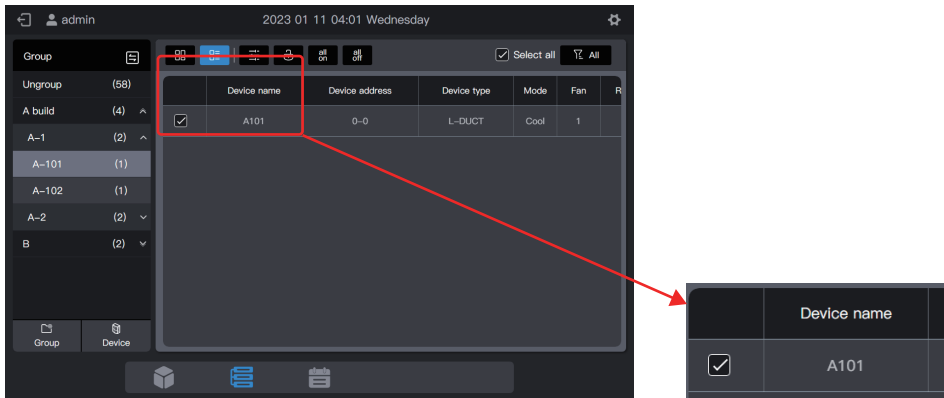 admin 2023 01 11 04:01 Wednesday
Group
all on all off Select all All
Ungroup (58)
Device name Device address Device type Mode Fan R
A build (4)
A101 0-0 L-DUCT Cool 1
A-1 (2)
A-101 (1)
A-102 (1)
A-2 (2)
B (2)
Group Device
Device name
A101